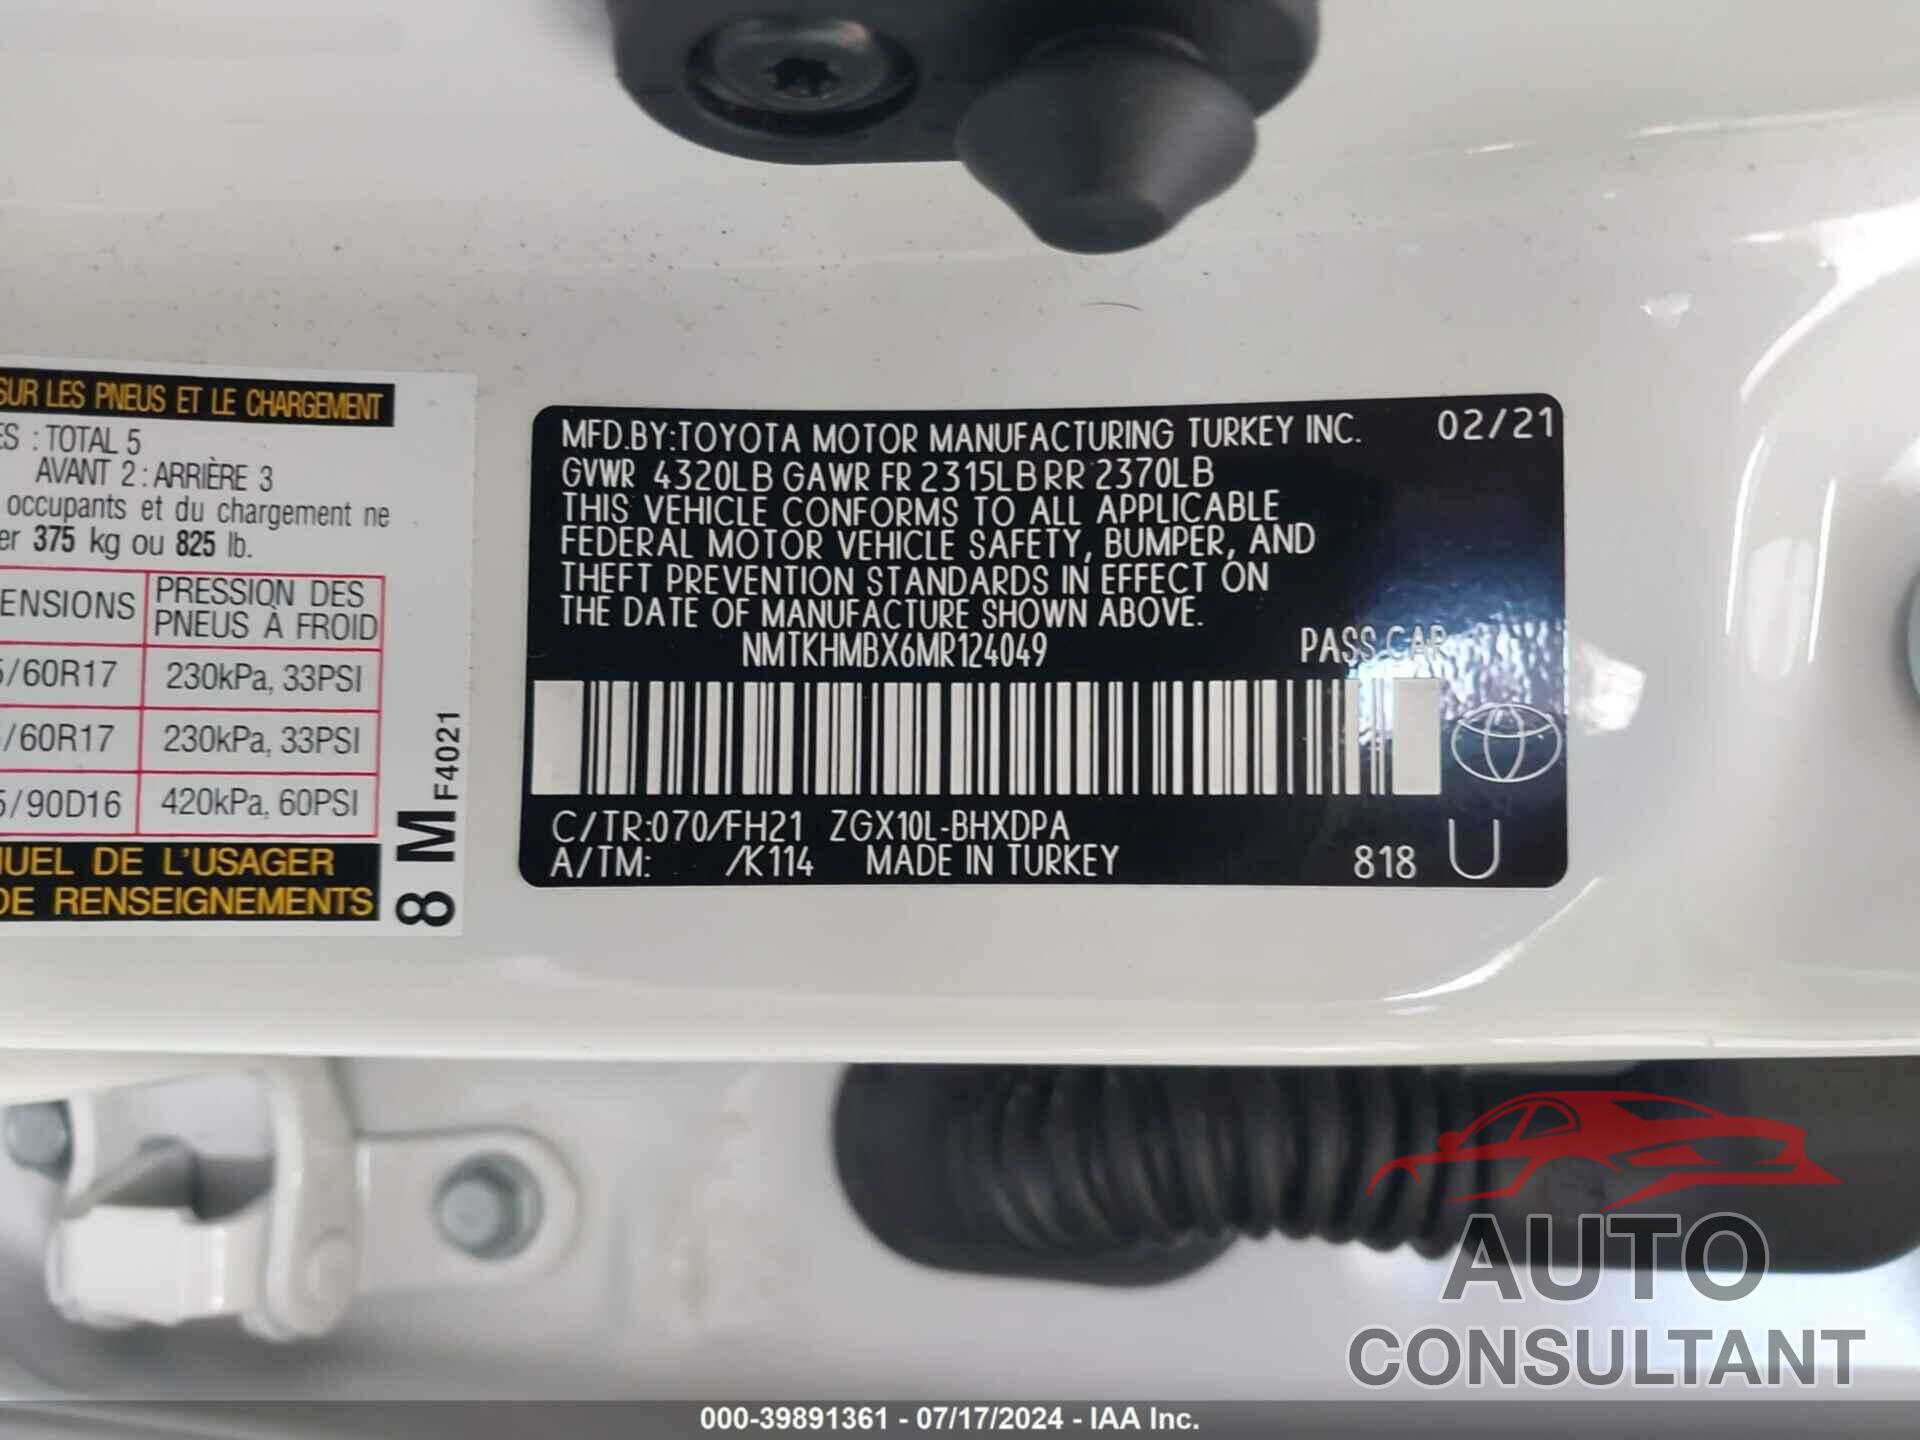 SUR LES PNEUS ET LE CHARGEMENT
ES : TOTAL 5
AVANT 2 : ARRIÈRE 3
occupants et du chargement ne
er 375 kg ou 825 lb.
ENSIONS PRESSION DES PNEUS À FROID
5/60R17 230kPa, 33PSI
/60R17 230kPa, 33PSI
5/90D16 420kPa, 60PSI
NUEL DE L'USAGER
DE RENSEIGNEMENTS
8 M F4021
MFD.BY:TOYOTA MOTOR MANUFACTURING TURKEY INC. 02/21
GVWR 4320LB GAWR FR 2315LB RR 2370LB
THIS VEHICLE CONFORMS TO ALL APPLICABLE
FEDERAL MOTOR VEHICLE SAFETY, BUMPER, AND
THEFT PREVENTION STANDARDS IN EFFECT ON
THE DATE OF MANUFACTURE SHOWN ABOVE.
NMTKHMBX6MR124049 PASS CAR
C/TR:070/FH21 ZGX10L-BHXDPA
A/TM: /K114 MADE IN TURKEY 818 U
AUTO
CONSULTANT
000-39891361 - 07/17/2024 - IAA Inc.